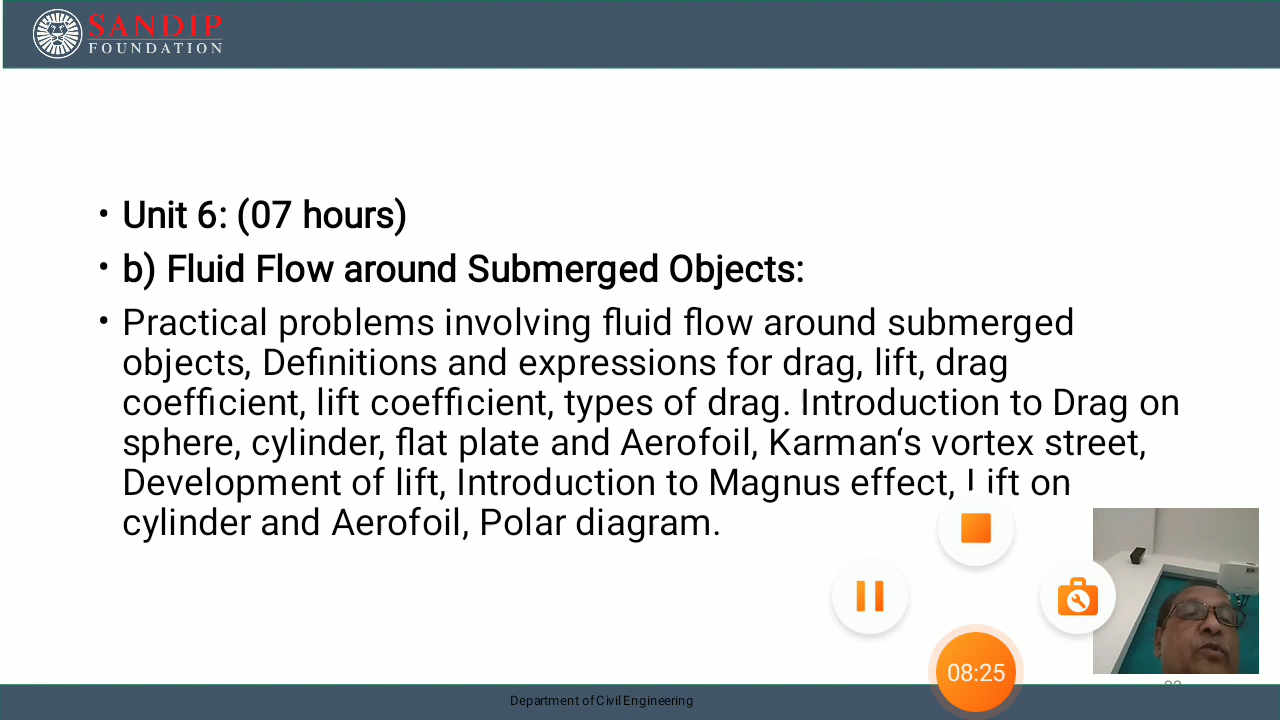 SANDIP
FOUNDATION
• Unit 6: (07 hours)
• b) Fluid Flow around Submerged Objects:
• Practical problems involving fluid flow around submerged
objects, Definitions and expressions for drag, lift, drag
coefficient, lift coefficient, types of drag. Introduction to Drag on
sphere, cylinder, flat plate and Aerofoil, Karman‘s vortex street,
Development of lift, Introduction to Magnus effect, Lift on
cylinder and Aerofoil, Polar diagram.
08:25
Department of Civil Engineering